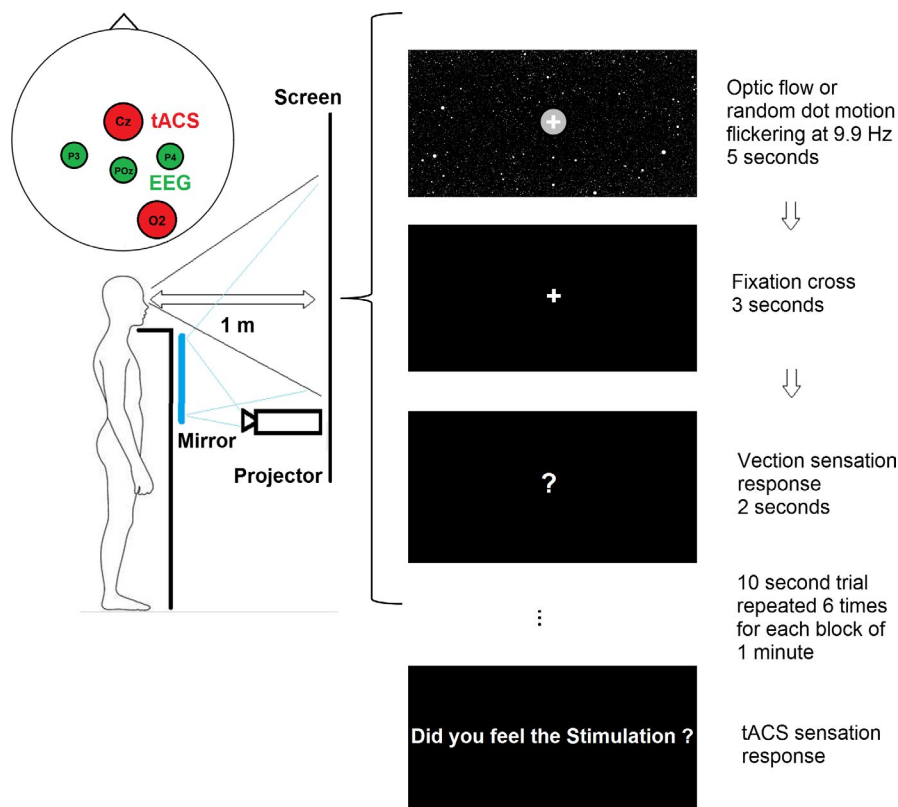 Cz
tACS
P3
P4
POz
EEG
O2
Screen
1 m
Mirror
Projector
Optic flow or
random dot motion
flickering at 9.9 Hz
5 seconds
+
Fixation cross
3 seconds
+
Vection sensation
response
2 seconds
?
10 second trial
repeated 6 times
for each block of
1 minute
⋮
Did you feel the Stimulation ?
tACS sensation
response